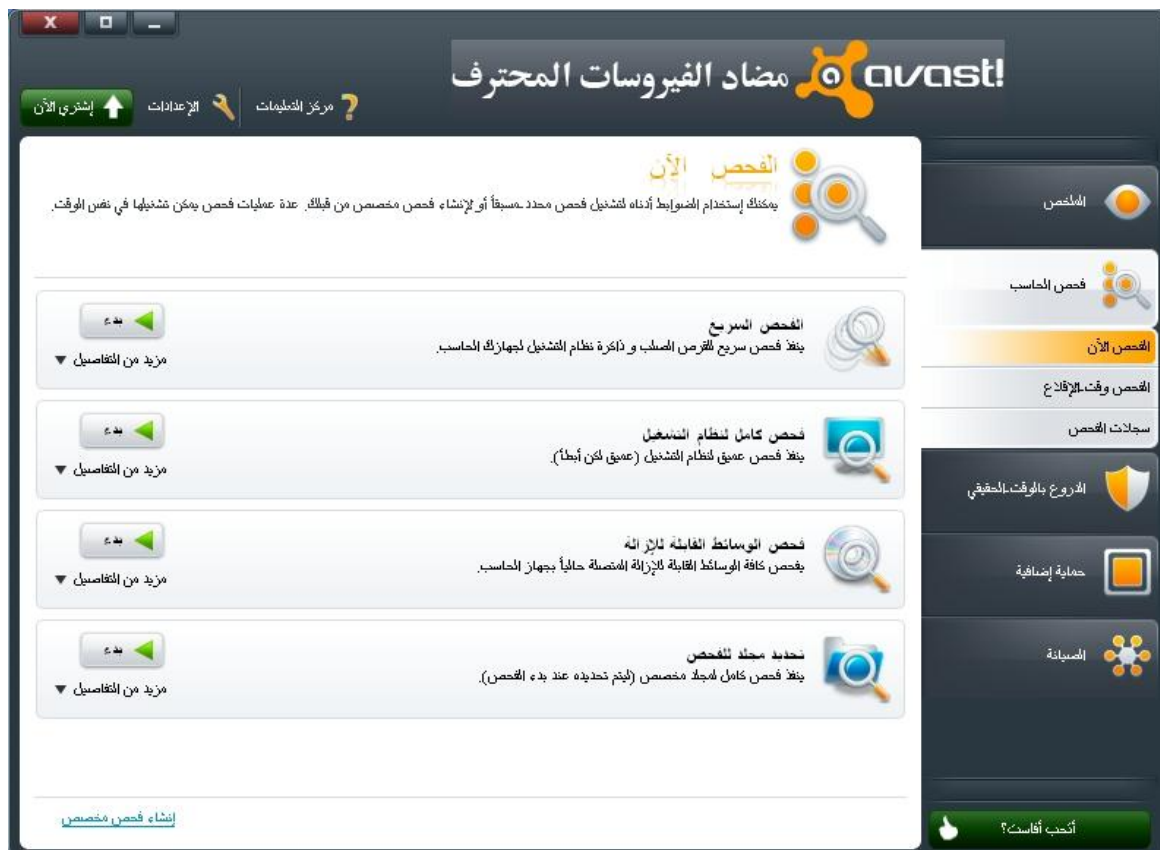 avast! مضاد الفيروسات المحترف
مركز التعليمات
الإعدادات
إشتري الآن
الملخص
فحص الحاسب
الفحص الآن
الفحص وقت الإقلاع
سجلات الفحص
الدروع بالوقت الحقيقي
حماية إضافية
الصيانة
أتحب أفاست؟
الفحص الآن
يمكنك إستخدام الضوابط أدناه لتشغيل فحص محدد مسبقاً أو لإنشاء فحص مخصص من قبلك. عدة عمليات فحص يمكن تشغيلها في نفس الوقت.
الفحص السريع
ينفذ فحص سريع للقرص الصلب و ذاكرة نظام التشغيل لجهازك الحاسب.
بدء
مزيد من التفاصيل
فحص كامل لنظام التشغيل
ينفذ فحص عميق لنظام التشغيل (عميق لكن أبطأ).
بدء
مزيد من التفاصيل
فحص الوسائط القابلة للإزالة
يفحص كافة الوسائط القابلة للإزالة المتصلة حالياً بجهاز الحاسب.
بدء
مزيد من التفاصيل
تحديد مجلد للفحص
ينفذ فحص كامل لمجلد مخصص (ليتم تحديده عند بدء الفحص).
بدء
مزيد من التفاصيل
إنشاء فحص مخصص